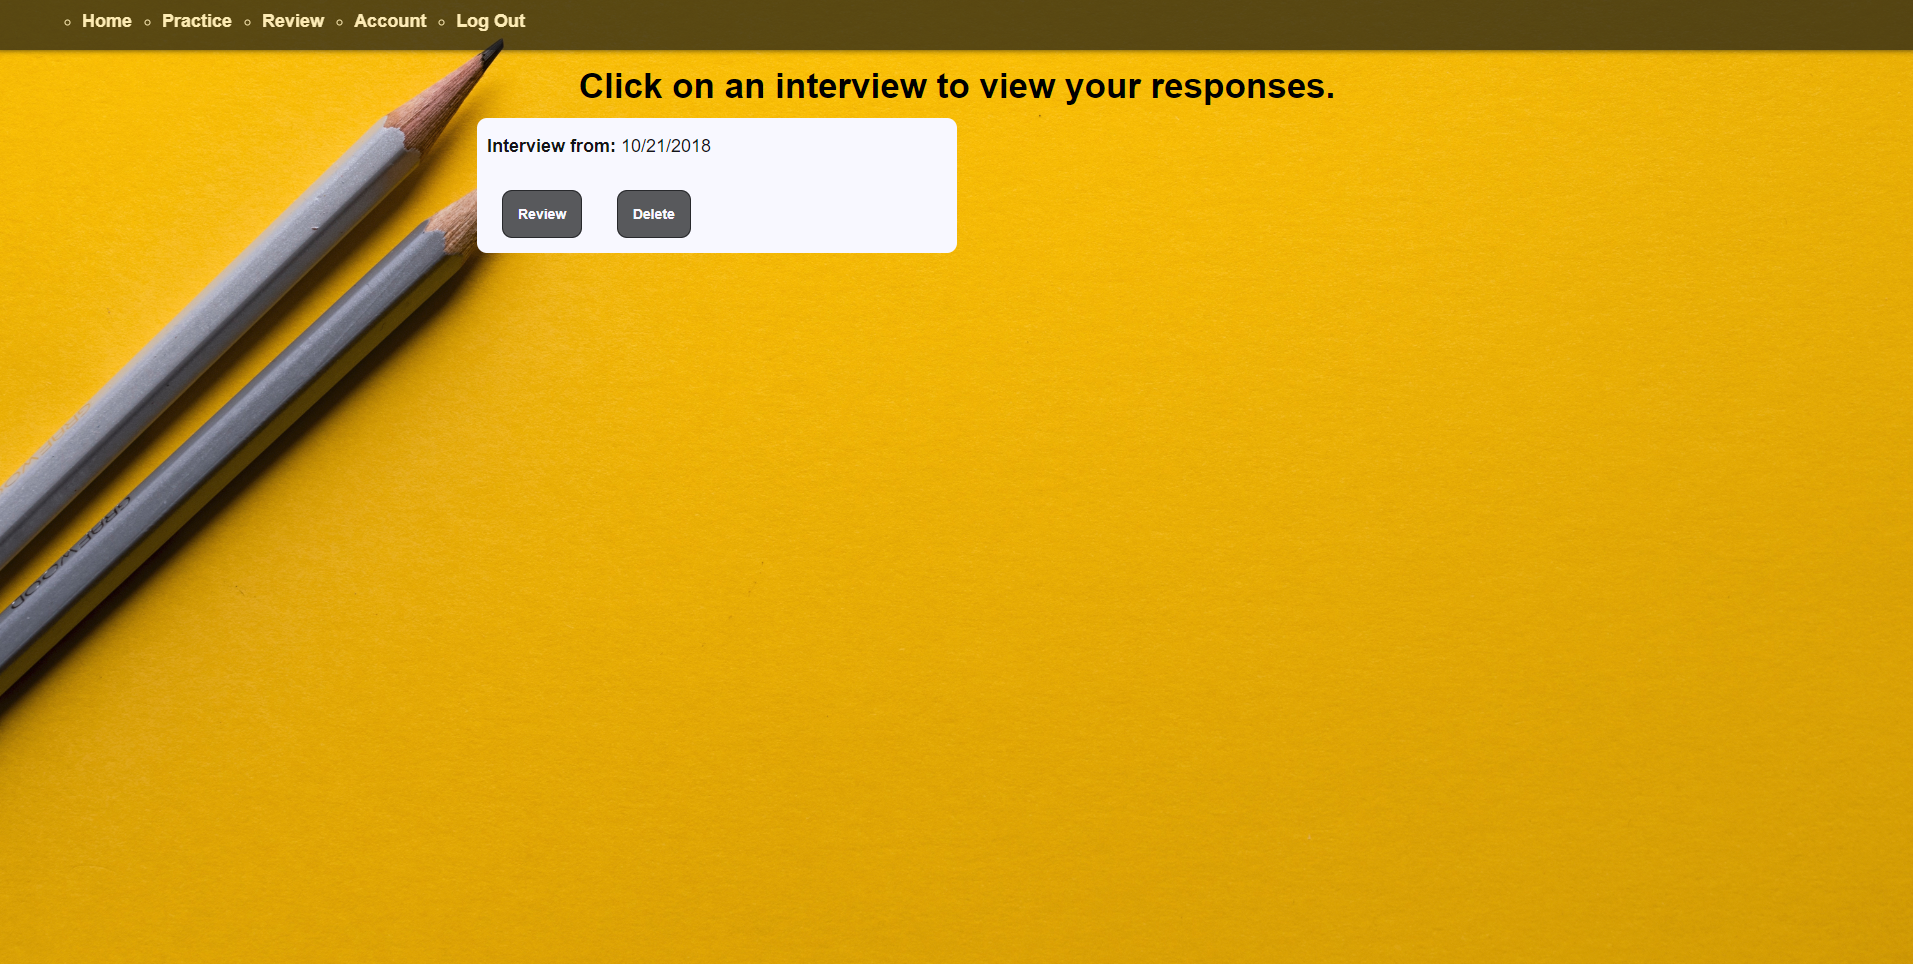 Home Practice Review Account Log Out
Click on an interview to view your responses.
Interview from: 10/21/2018
Review Delete